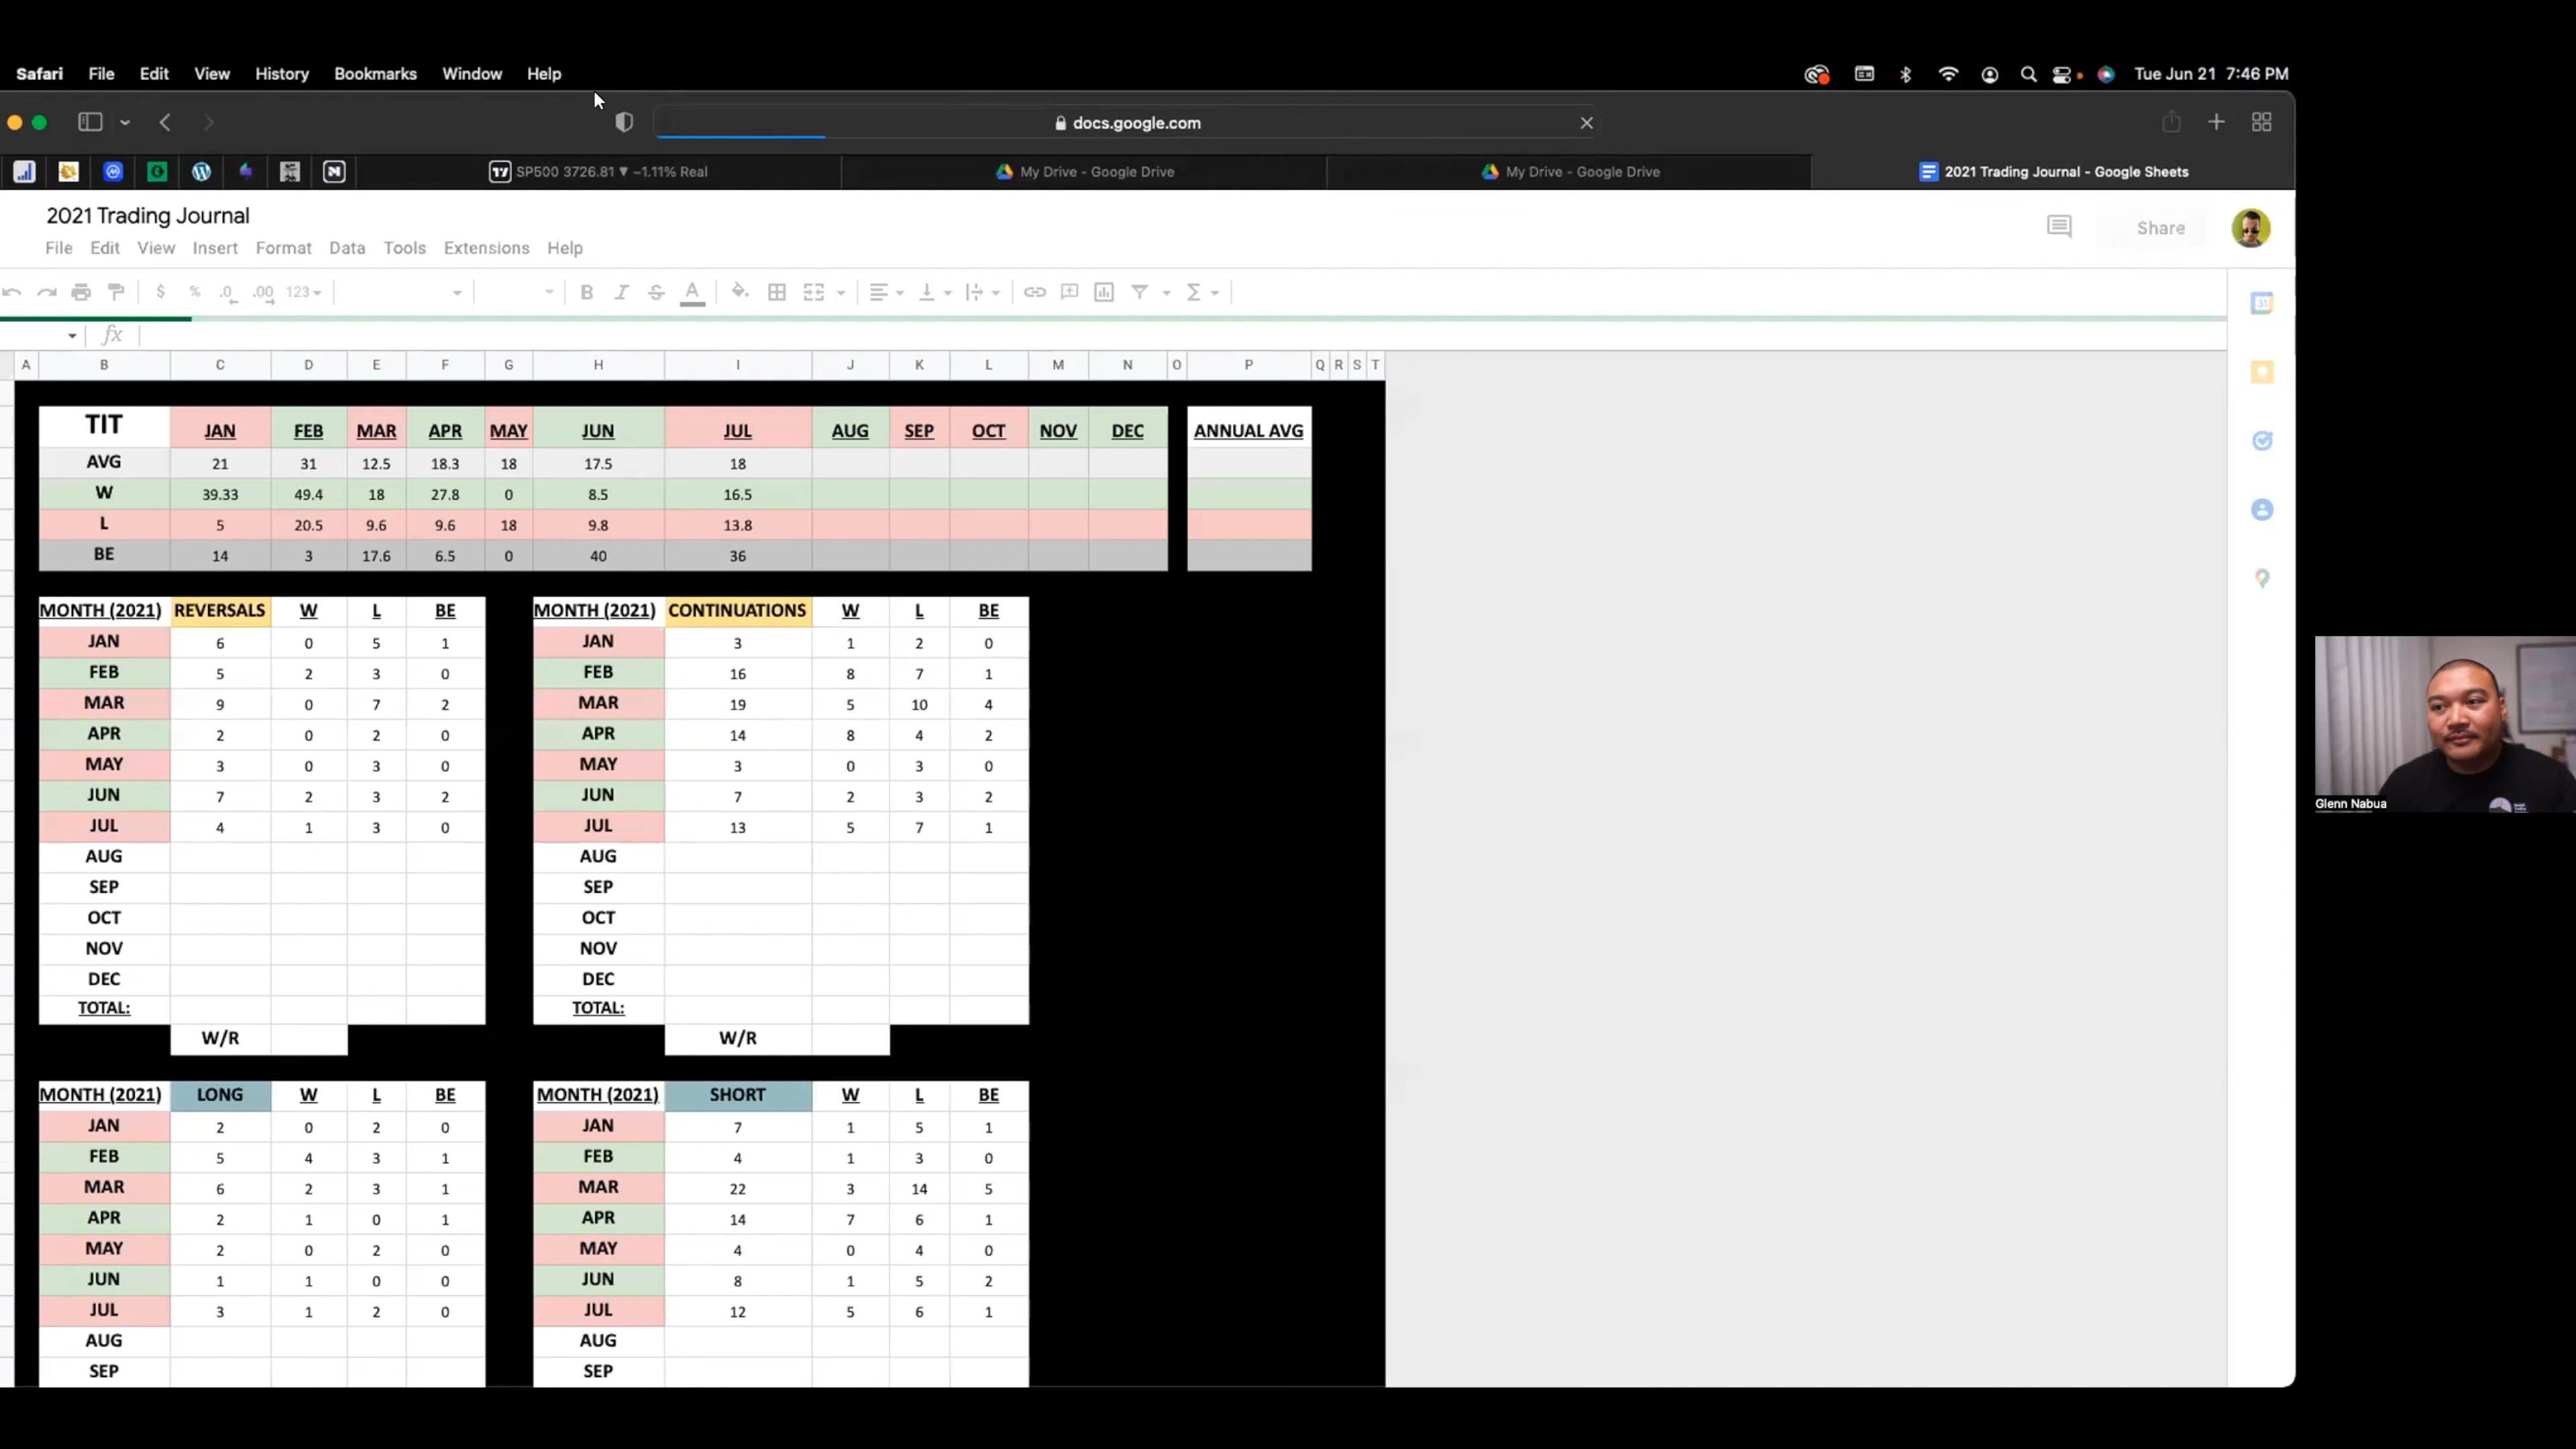 Safari File Edit View History Bookmarks Window Help Tue Jun 21 7:46 PM
docs.google.com
SP500 3726.81 ▼ −1.11% Real My Drive - Google Drive My Drive - Google Drive 2021 Trading Journal - Google Sheets
2021 Trading Journal
Share
File Edit View Insert Format Data Tools Extensions Help
$ % .0 .00 123 B I S A Σ
fx
A B C D E F G H I J K L M N O P Q R S T
TIT JAN FEB MAR APR MAY JUN JUL AUG SEP OCT NOV DEC ANNUAL AVG
AVG 21 31 12.5 18.3 18 17.5 18
W 39.33 49.4 18 27.8 0 8.5 16.5
L 5 20.5 9.6 9.6 18 9.8 13.8
BE 14 3 17.6 6.5 0 40 36
MONTH (2021) REVERSALS W L BE MONTH (2021) CONTINUATIONS W L BE
JAN 6 0 5 1 JAN 3 1 2 0
FEB 5 2 3 0 FEB 16 8 7 1
MAR 9 0 7 2 MAR 19 5 10 4
APR 2 0 2 0 APR 14 8 4 2
MAY 3 0 3 0 MAY 3 0 3 0
JUN 7 2 3 2 JUN 7 2 3 2
JUL 4 1 3 0 JUL 13 5 7 1
AUG AUG
SEP SEP
OCT OCT
NOV NOV
DEC DEC
TOTAL: TOTAL:
W/R W/R
MONTH (2021) LONG W L BE MONTH (2021) SHORT W L BE
JAN 2 0 2 0 JAN 7 1 5 1
FEB 5 4 3 1 FEB 4 1 3 0
MAR 6 2 3 1 MAR 22 3 14 5
APR 2 1 0 1 APR 14 7 6 1
MAY 2 0 2 0 MAY 4 0 4 0
JUN 1 1 0 0 JUN 8 1 5 2
JUL 3 1 2 0 JUL 12 5 6 1
AUG AUG
SEP SEP
Glenn Nabua